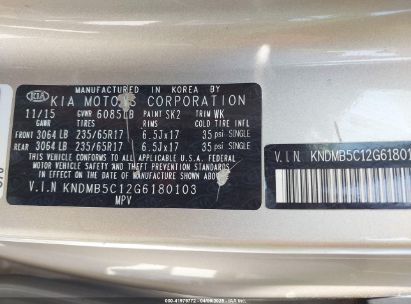 MANUFACTURED IN KOREA BY
KIA
KIA MOTORS CORPORATION
11/15 GVWR 6085LB PAINT SK2 TRIM WK
GAWR TIRES RIMS COLD TIRE INFL
FRONT 3064 LB 235/65R17 6.5Jx17 35 psi SINGLE
REAR 3064 LB 235/65R17 6.5Jx17 35 psi SINGLE
THIS VEHICLE CONFORMS TO ALL APPLICABLE
U.S. FEDERAL MOTOR VEHICLE SAFETY AND
THEFT PREVENTION STANDARDS IN EFFECT ON
THE DATE OF MANUFACTURE SHOWN ABOVE.
V.I.N KNDMB5C12G6180103
MPV
V.I.N. KNDMB5C12G61801